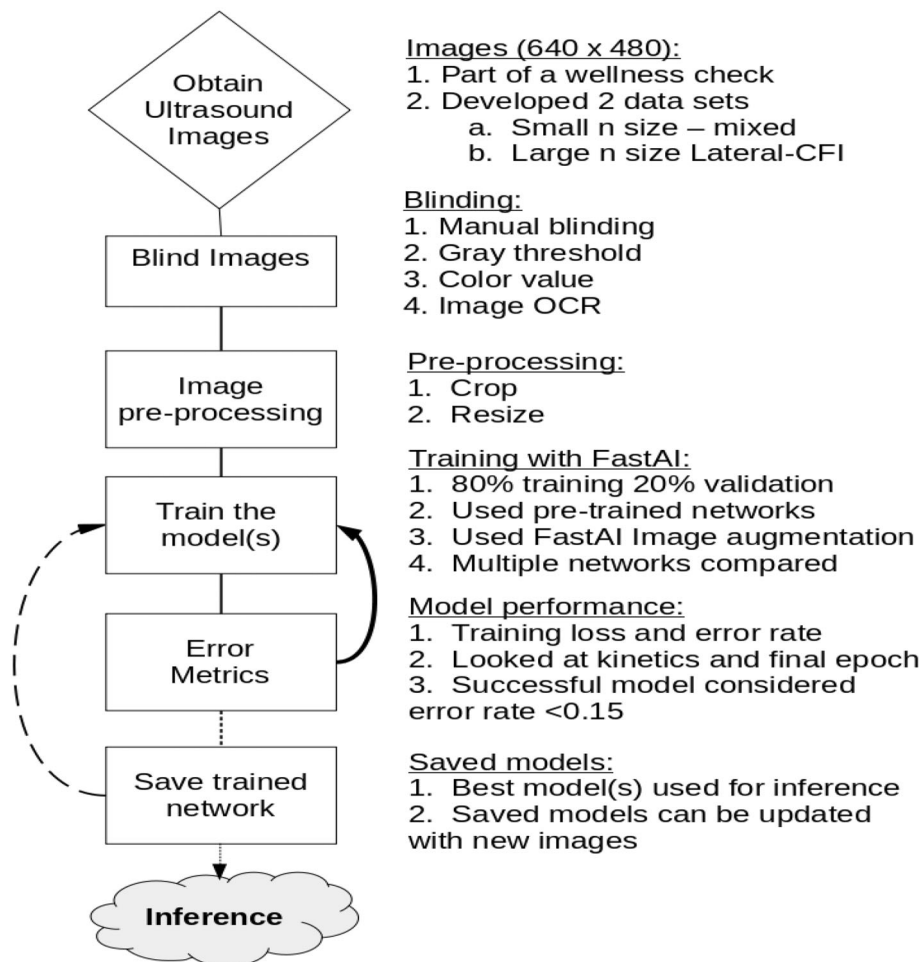 Obtain
Ultrasound
Images
Images (640 x 480):
1. Part of a wellness check
2. Developed 2 data sets
a. Small n size – mixed
b. Large n size Lateral-CFI
Blind Images
Blinding:
1. Manual blinding
2. Gray threshold
3. Color value
4. Image OCR
Image
pre-processing
Pre-processing:
1. Crop
2. Resize
Train the
model(s)
Training with FastAI:
1. 80% training 20% validation
2. Used pre-trained networks
3. Used FastAI Image augmentation
4. Multiple networks compared
Error
Metrics
Model performance:
1. Training loss and error rate
2. Looked at kinetics and final epoch
3. Successful model considered
error rate <0.15
Save trained
network
Saved models:
1. Best model(s) used for inference
2. Saved models can be updated
with new images
Inference